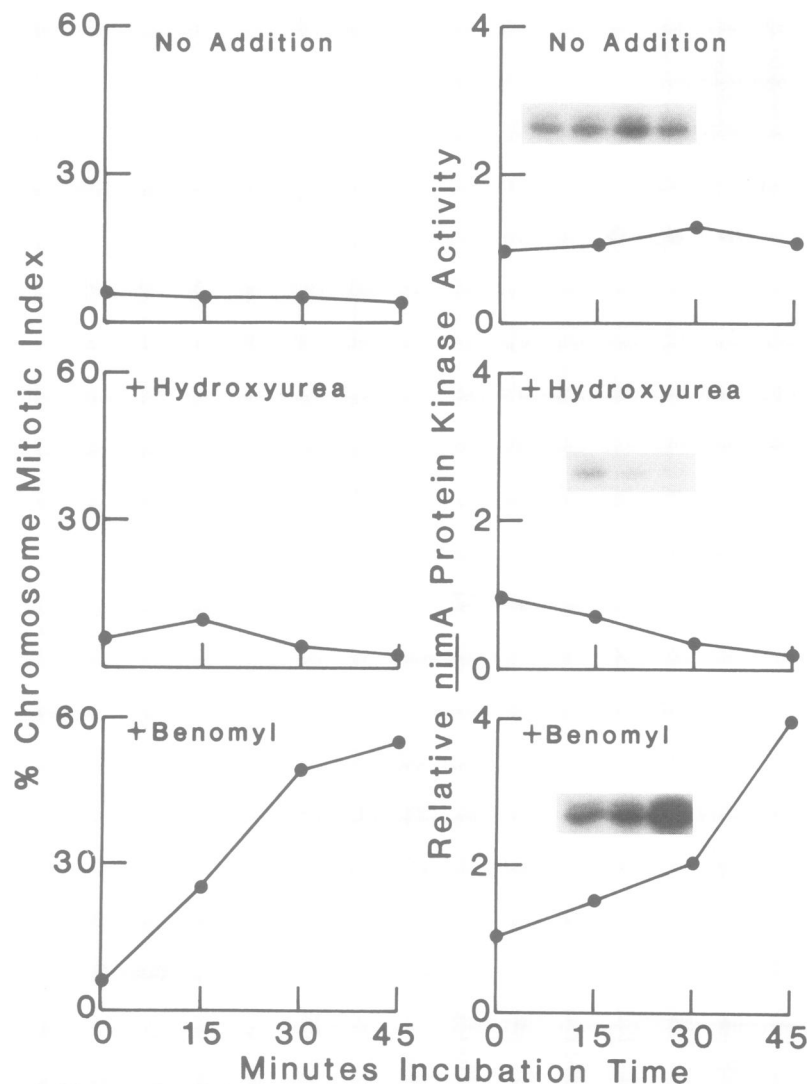 % Chromosome Mitotic Index
60
30
0
No Addition
60
30
+Hydroxyurea
60
30
0
+Benomyl
0 15 30 45
Relative nimA Protein Kinase Activity
4
2
0
No Addition
4
2
0
+Hydroxyurea
4
2
0
+Benomyl
0 15 30 45
Minutes Incubation Time